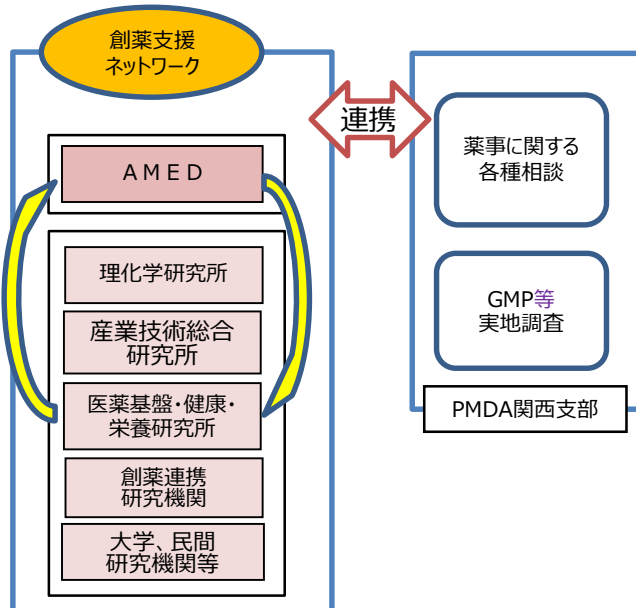 創薬支援
ネットワーク
AMED
理化学研究所
産業技術総合
研究所
医薬基盤・健康・
栄養研究所
創薬連携
研究機関
大学、民間
研究機関等
連携
薬事に関する
各種相談
GMP等
実地調査
PMDA関西支部